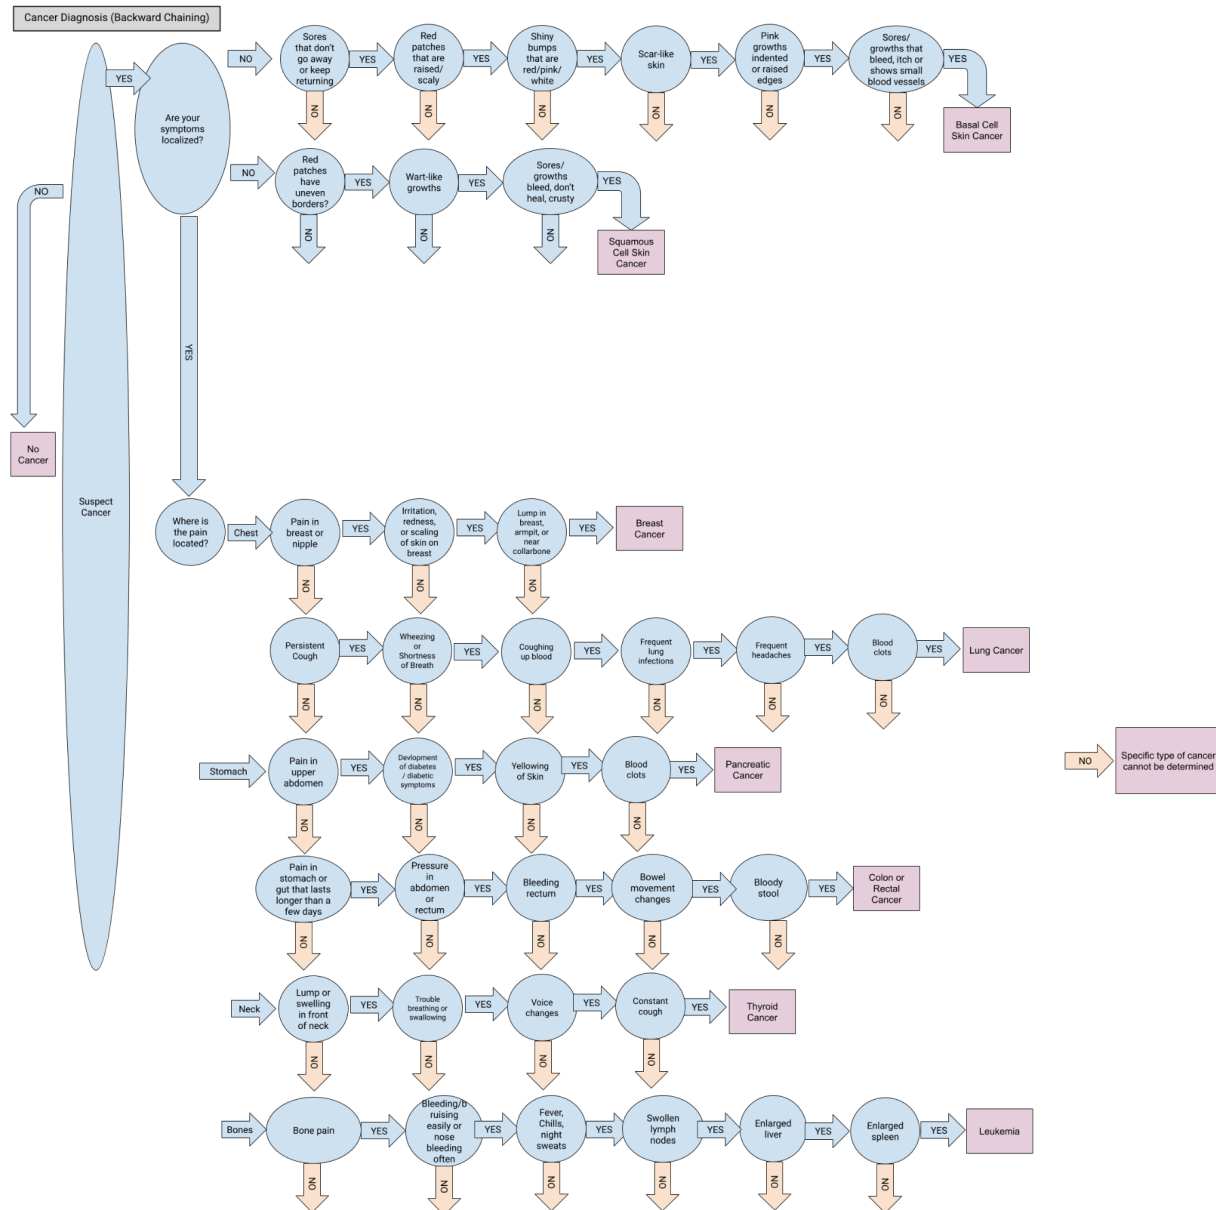 Cancer Diagnosis (Backward Chaining)
YES
Are your
symptoms
localized?
NO
Sores
that don't
go away
or keep
returning
YES
Red
patches
that are
raised/
scaly
YES
Shiny
bumps that
are
red/pink/
white
YES
Scar-like
skin
YES
Pink
growths
indented
or raised
edges
YES
Sores/
growths that
bleed, itch or
shows small
blood vessels
YES
Basal Cell
Skin Cancer
NO
NO
NO
NO
NO
NO
NO
Red
patches
have
uneven
borders?
YES
Wart-like
growths
YES
Sores/
growths
bleed, don't
heal, crusty
YES
Squamous
Cell Skin
Cancer
NO
NO
NO
NO
No
Cancer
Suspect
Cancer
YES
Where is
the pain
located?
Chest
Pain in
breast or
nipple
YES
Irritation,
redness,
or scaling
of skin on
breast
YES
Lump in
breast,
armpit, or
near
collarbone
YES
Breast
Cancer
NO
NO
NO
Persistent
Cough
YES
Wheezing
or
Shortness
of Breath
YES
Coughing
up blood
YES
Frequent
lung
infections
YES
Frequent
headaches
YES
Blood
clots
YES
Lung Cancer
NO
NO
NO
NO
NO
NO
Stomach
Pain in
upper
abdomen
YES
Devlopment
of diabetes
/ diabetic
symptoms
YES
Yellowing
of Skin
YES
Blood
clots
YES
Pancreatic
Cancer
NO
Specific type of cancer
cannot be determined
NO
NO
NO
NO
Pain in
stomach or
gut that lasts
longer than a
few days
YES
Pressure
in
abdomen
or
rectum
YES
Bleeding
rectum
YES
Bowel
movement
changes
YES
Bloody
stool
YES
Colon or
Rectal
Cancer
NO
NO
NO
NO
NO
Neck
Lump or
swelling
in front
of neck
YES
Trouble
breathing or
swallowing
YES
Voice
changes
YES
Constant
cough
YES
Thyroid
Cancer
NO
NO
NO
NO
Bones
Bone pain
YES
Bleeding/b
ruising
easily or
nose
bleeding
often
YES
Fever,
Chills,
night
sweats
YES
Swollen
lymph
nodes
YES
Enlarged
liver
YES
Enlarged
spleen
YES
Leukemia
NO
NO
NO
NO
NO
NO